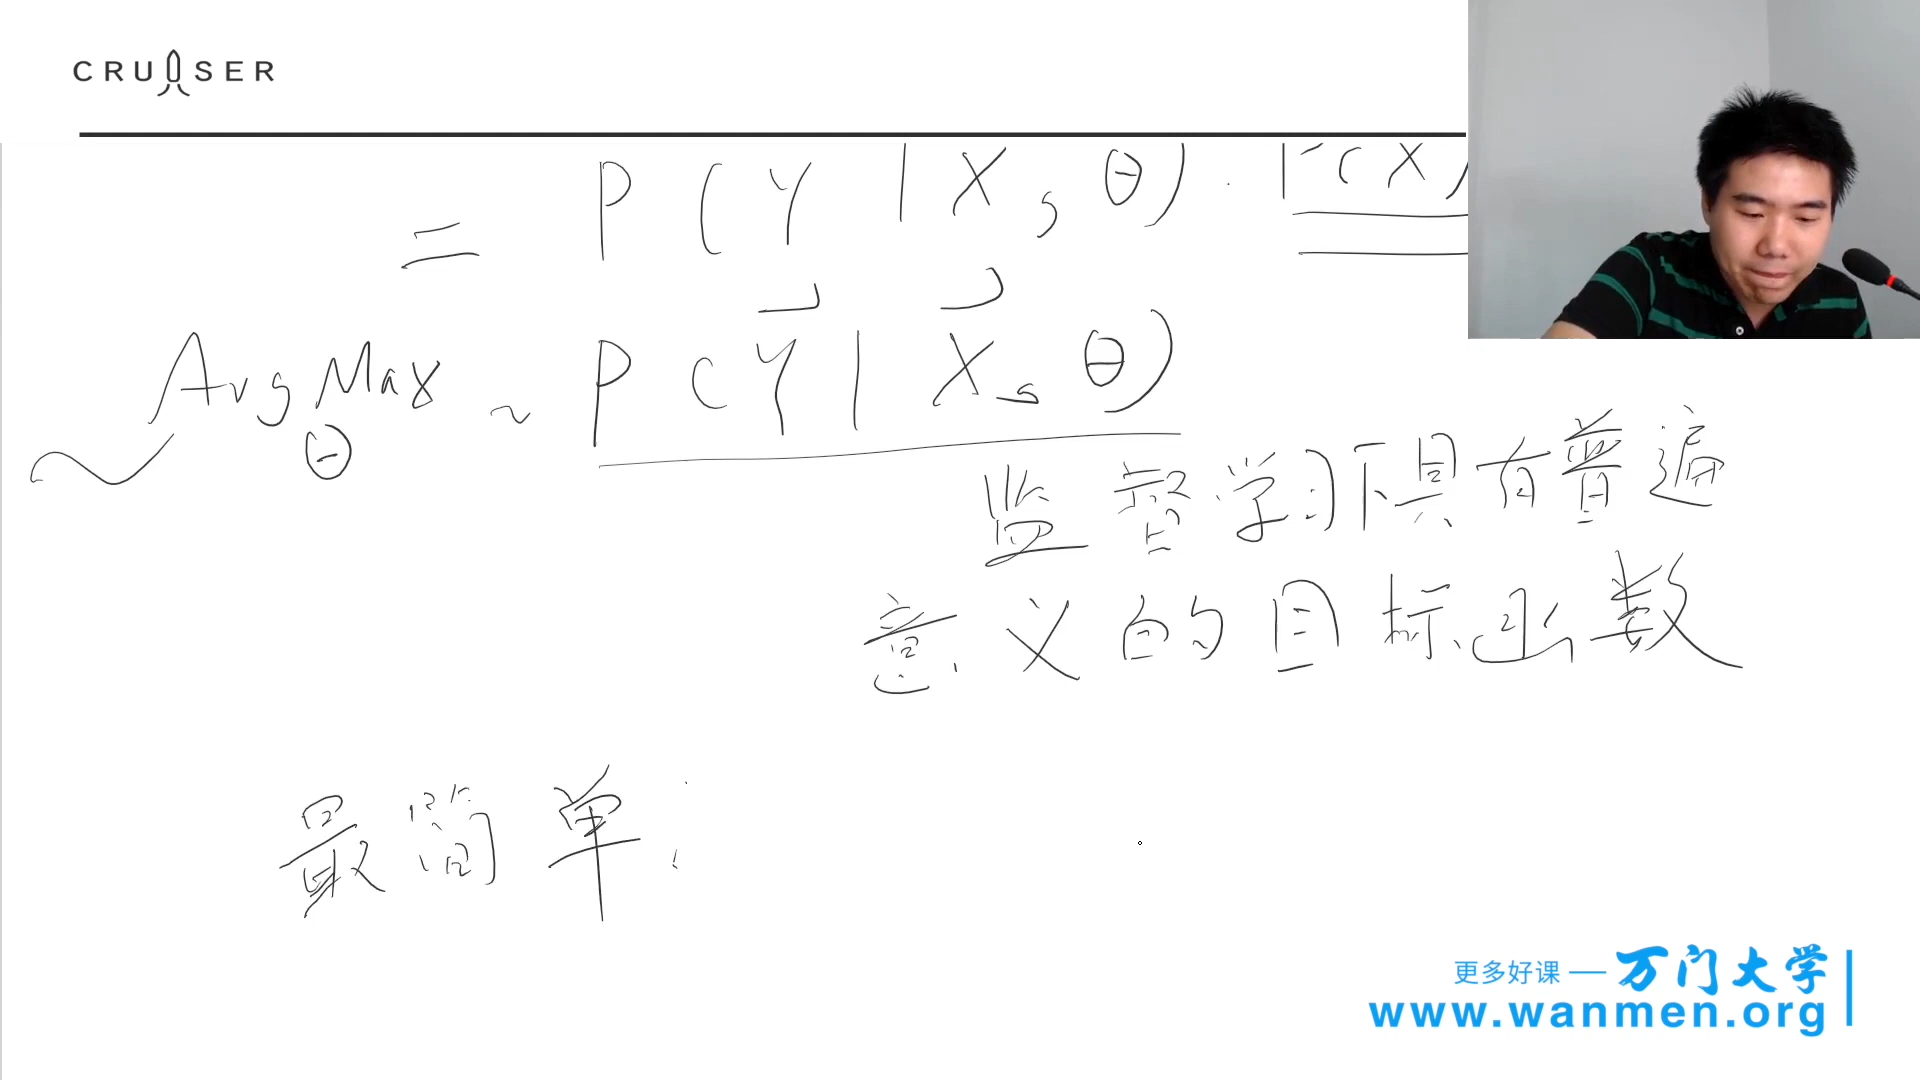 CRUISER
= P(Y|X,θ)·P(X)
ArgMax P(Y|X,θ)
θ
监督学习下具有普遍
意义的目标函数
最简单:
更多好课 — 万门大学
www.wanmen.org